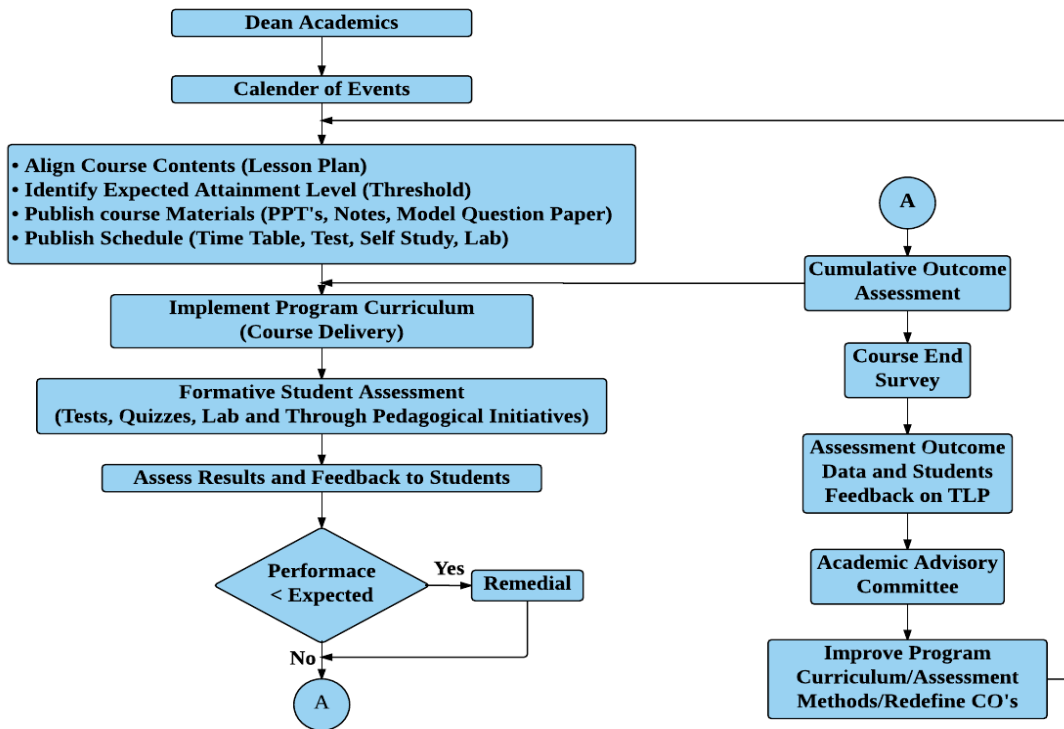 Dean Academics
Calender of Events
• Align Course Contents (Lesson Plan)
• Identify Expected Attainment Level (Threshold)
• Publish course Materials (PPT's, Notes, Model Question Paper)
• Publish Schedule (Time Table, Test, Self Study, Lab)
Implement Program Curriculum
(Course Delivery)
Formative Student Assessment
(Tests, Quizzes, Lab and Through Pedagogical Initiatives)
Assess Results and Feedback to Students
Performace
< Expected
Yes
Remedial
No
A
A
Cumulative Outcome
Assessment
Course End
Survey
Assessment Outcome
Data and Students
Feedback on TLP
Academic Advisory
Committee
Improve Program
Curriculum/Assessment
Methods/Redefine CO's